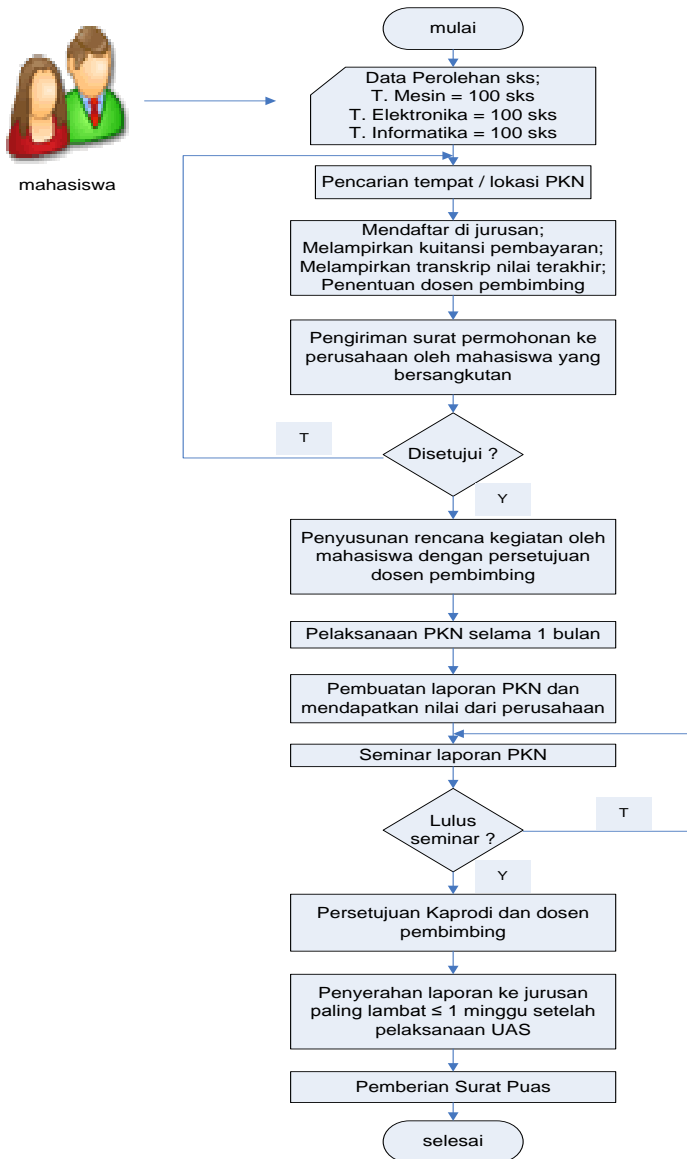 mulai
mahasiswa
Data Perolehan sks;
T. Mesin = 100 sks
T. Elektronika = 100 sks
T. Informatika = 100 sks
Pencarian tempat / lokasi PKN
Mendaftar di jurusan;
Melampirkan kuitansi pembayaran;
Melampirkan transkrip nilai terakhir;
Penentuan dosen pembimbing
Pengiriman surat permohonan ke
perusahaan oleh mahasiswa yang
bersangkutan
T
Disetujui ?
Y
Penyusunan rencana kegiatan oleh
mahasiswa dengan persetujuan
dosen pembimbing
Pelaksanaan PKN selama 1 bulan
Pembuatan laporan PKN dan
mendapatkan nilai dari perusahaan
Seminar laporan PKN
Lulus
seminar ?
T
Y
Persetujuan Kaprodi dan dosen
pembimbing
Penyerahan laporan ke jurusan
paling lambat ≤ 1 minggu setelah
pelaksanaan UAS
Pemberian Surat Puas
selesai